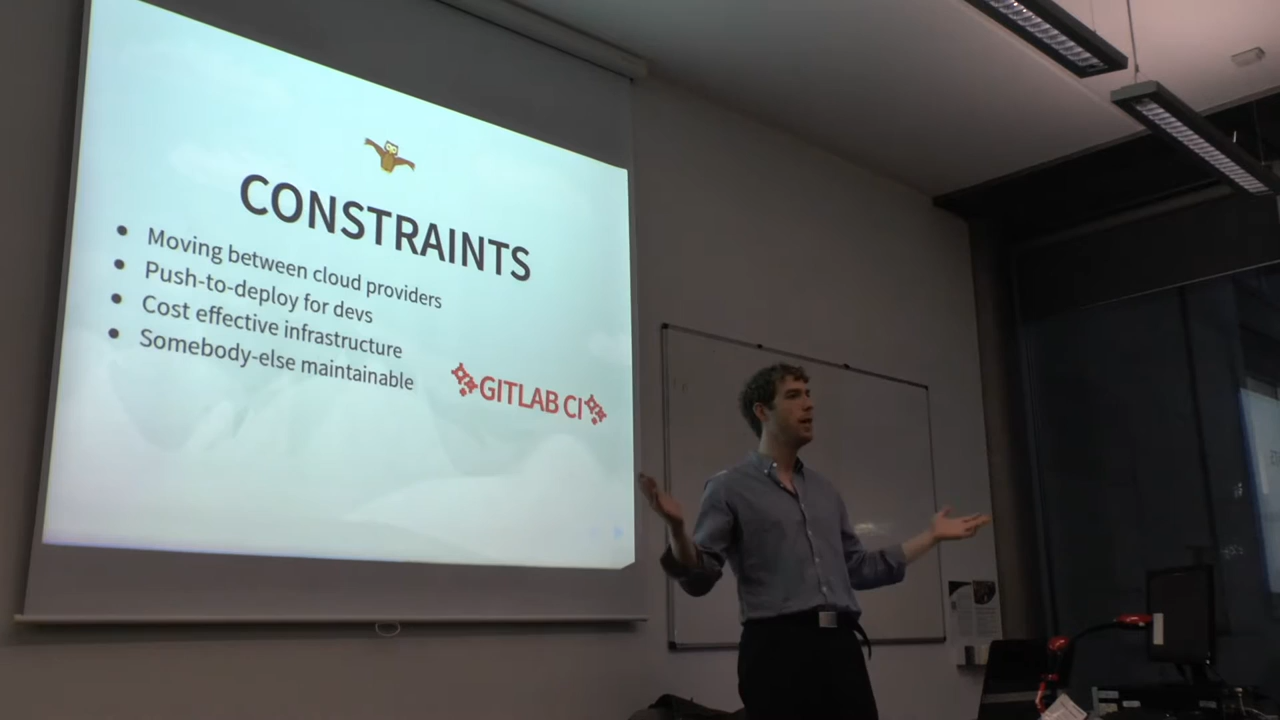 CONSTRAINTS
Moving between cloud providers
Push-to-deploy for devs
Cost effective infrastructure
Somebody-else maintainable
GITLAB CI